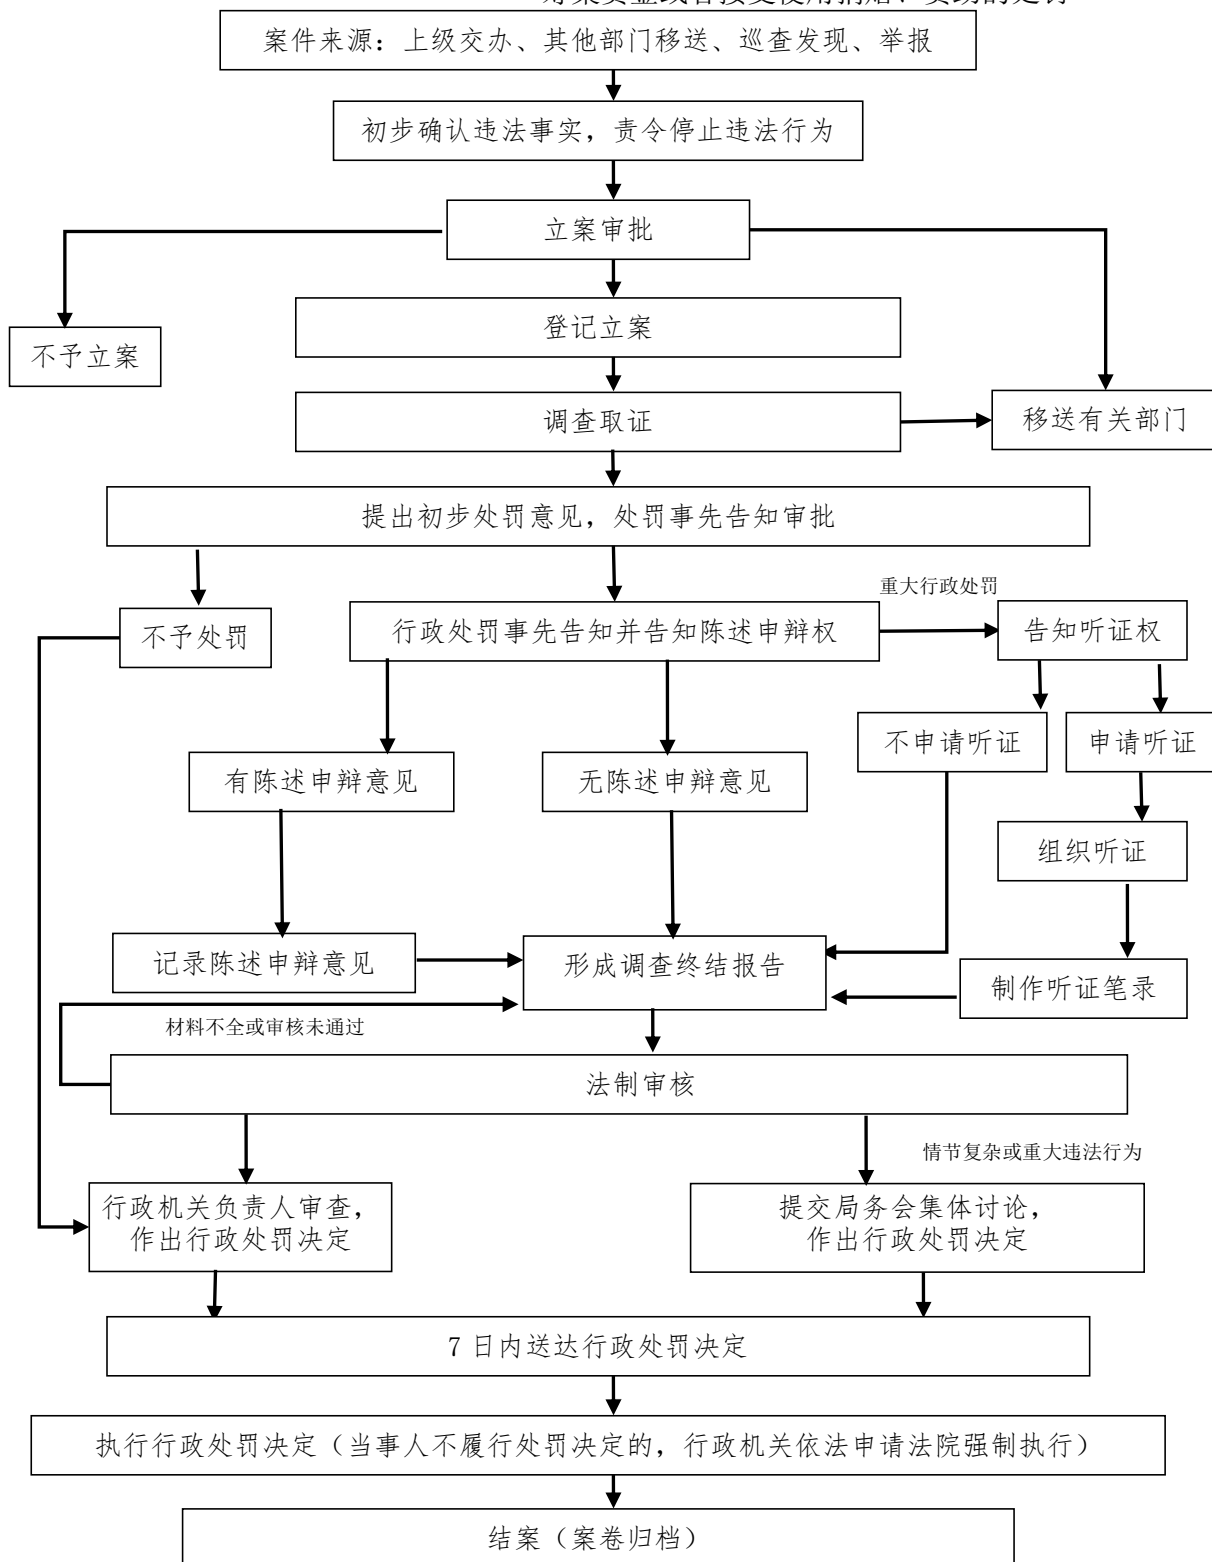 案件来源：上级交办、其他部门移送、巡查发现、举报
初步确认违法事实，责令停止违法行为
立案审批
登记立案
不予立案
调查取证
移送有关部门
提出初步处罚意见，处罚事先告知审批
重大行政处罚
不予处罚
行政处罚事先告知并告知陈述申辩权
告知听证权
不申请听证
申请听证
有陈述申辩意见
无陈述申辩意见
组织听证
记录陈述申辩意见
形成调查终结报告
制作听证笔录
材料不全或审核未通过
法制审核
情节复杂或重大违法行为
行政机关负责人审查，
作出行政处罚决定
提交局务会集体讨论，
作出行政处罚决定
7 日内送达行政处罚决定
执行行政处罚决定（当事人不履行处罚决定的，行政机关依法申请法院强制执行）
结案（案卷归档）